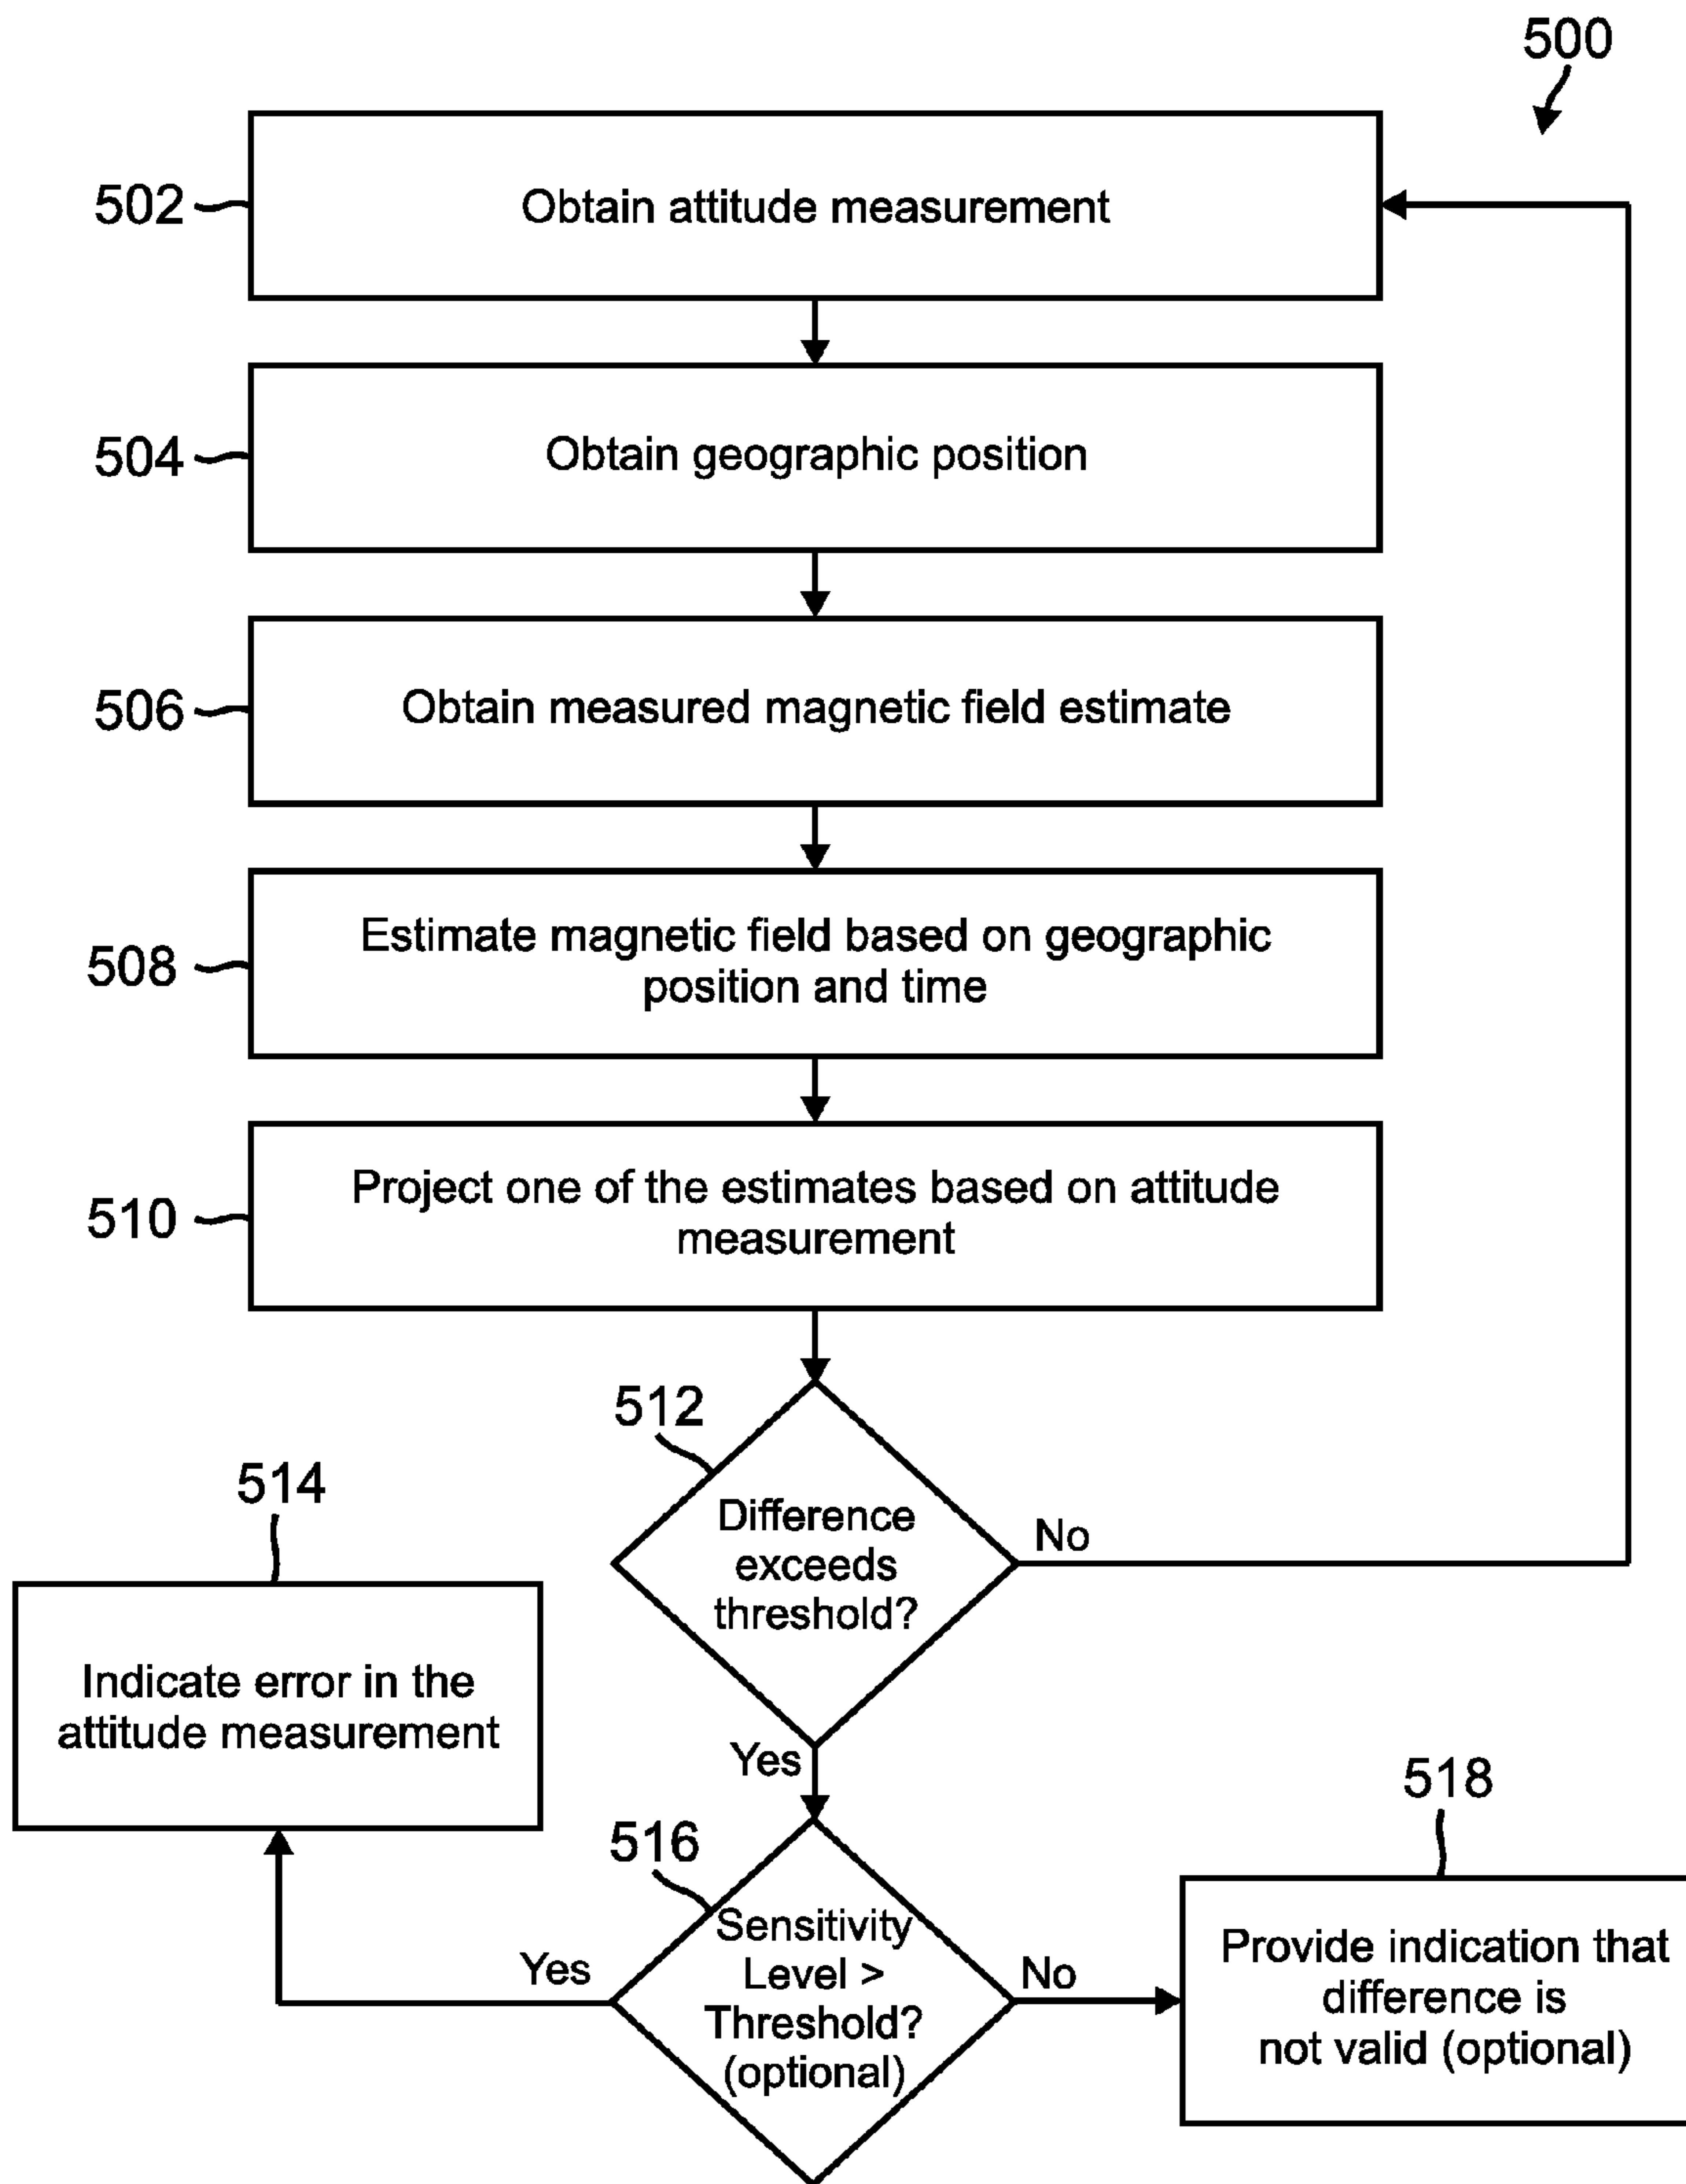 500
502
Obtain attitude measurement
504
Obtain geographic position
506
Obtain measured magnetic field estimate
508
Estimate magnetic field based on geographic
position and time
510
Project one of the estimates based on attitude
measurement
512
Difference
exceeds
threshold?
No
Yes
514
Indicate error in the
attitude measurement
516
Sensitivity
Level >
Threshold?
(optional)
Yes
No
518
Provide indication that
difference is
not valid (optional)